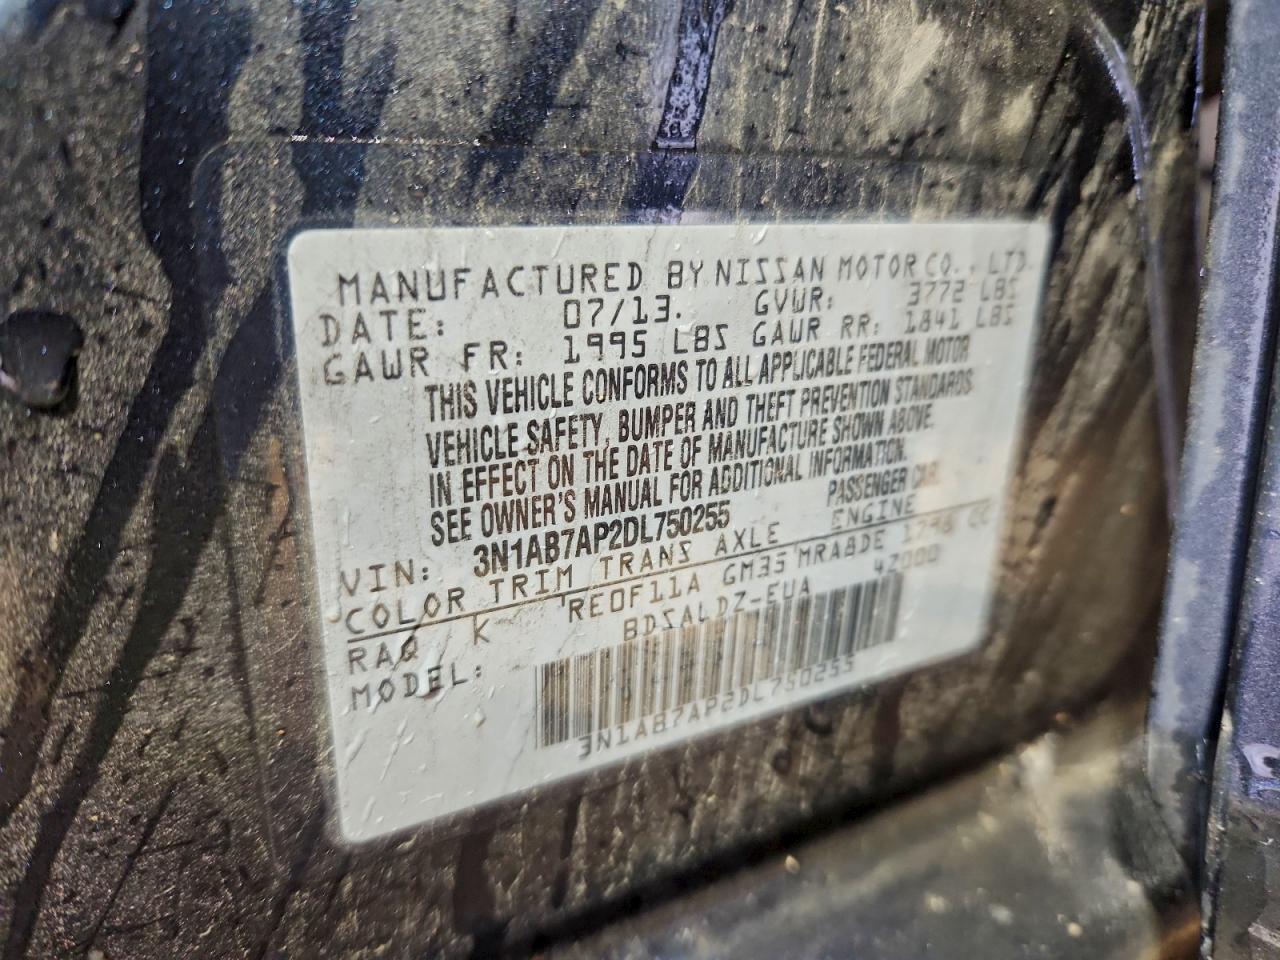 MANUFACTURED BY NISSAN MOTOR CO., LTD.
DATE: 07/13. GVWR: 3772 LBS
GAWR FR: 1995 LBS GAWR RR: 1841 LBS
THIS VEHICLE CONFORMS TO ALL APPLICABLE FEDERAL MOTOR
VEHICLE SAFETY, BUMPER AND THEFT PREVENTION STANDARDS
IN EFFECT ON THE DATE OF MANUFACTURE SHOWN ABOVE.
SEE OWNER'S MANUAL FOR ADDITIONAL INFORMATION.
VIN: 3N1AB7AP2DL750255 PASSENGER CAR
COLOR TRIM TRANS AXLE ENGINE
RAQ K RE0F11A GM35 MRA8DE 1798 CC
MODEL: BDSALDZ-EUA 42000
3N1AB7AP2DL750255